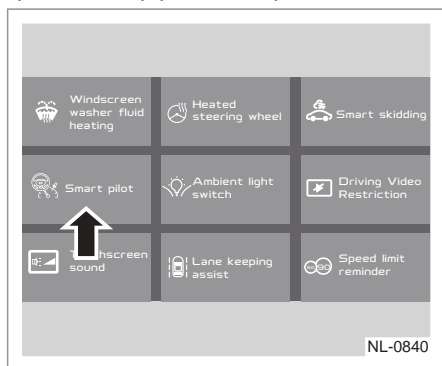 Windscreen
washer fluid
heating
Heated
steering wheel
Smart skidding
Smart pilot
Ambient light
switch
Driving Video
Restriction
sound
Lane keeping
assist
Speed limit
reminder
NL-0840